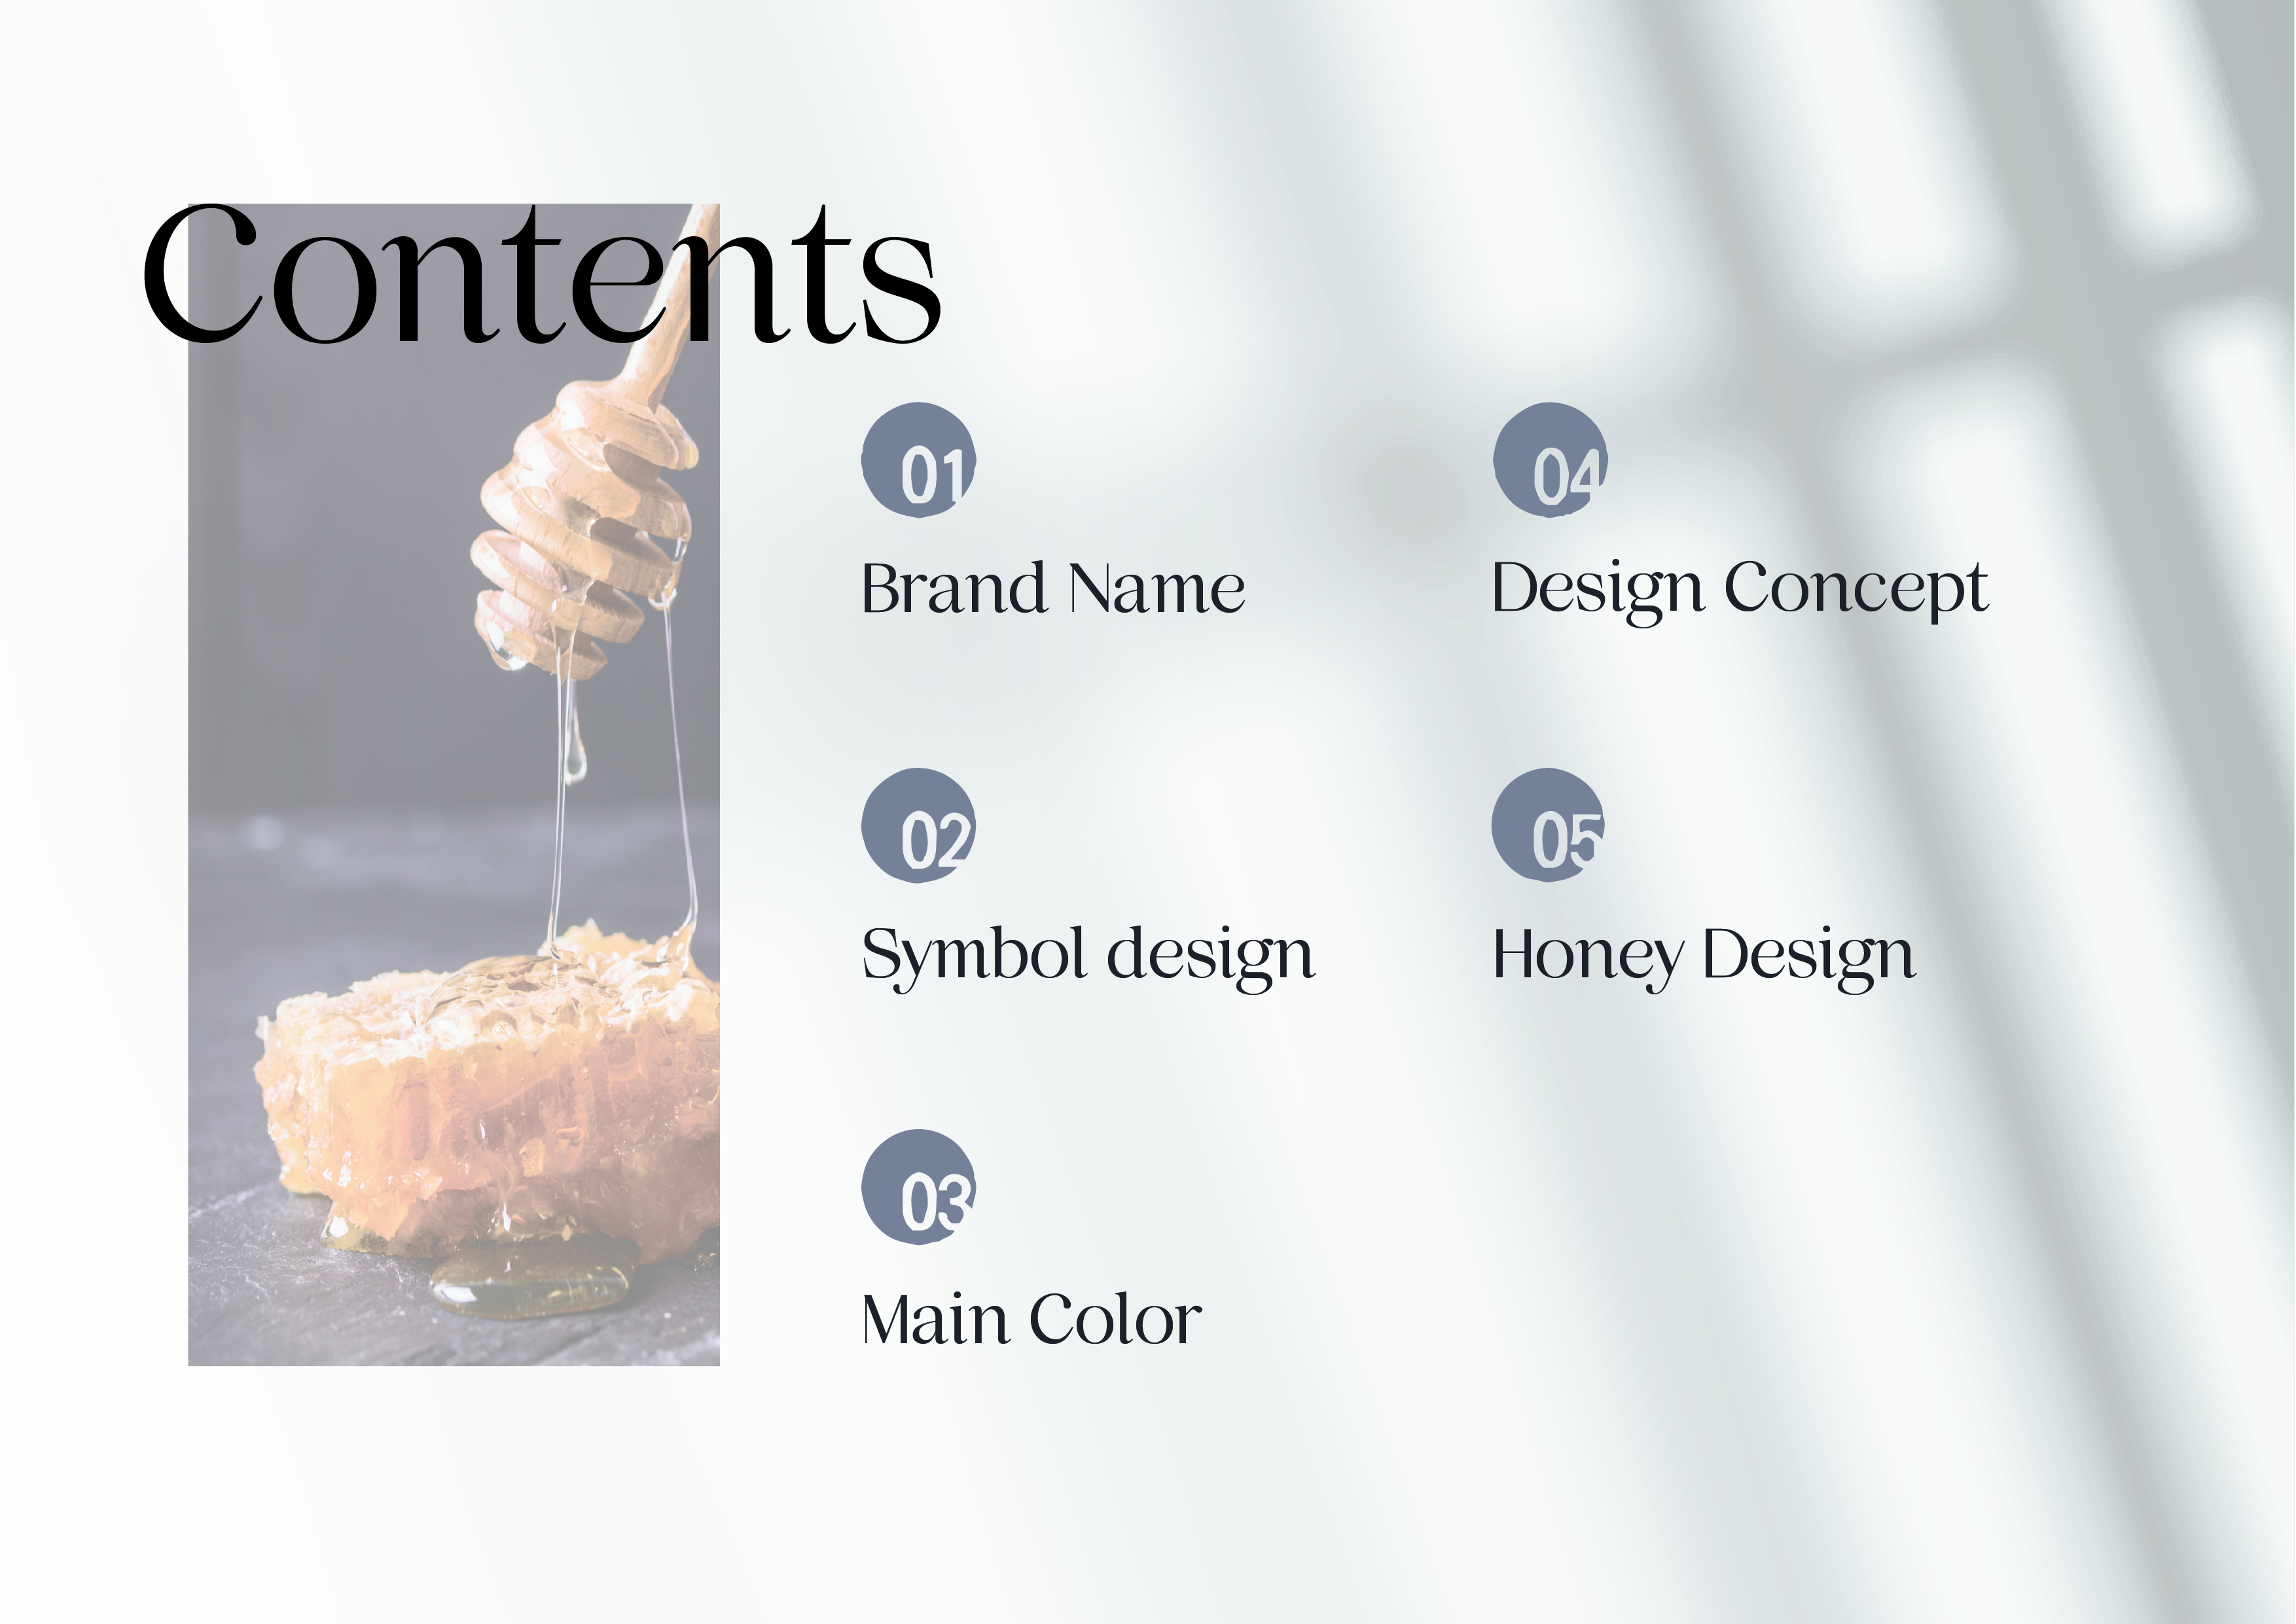 Contents
01
Brand Name
02
Symbol design
03
Main Color
04
Design Concept
05
Honey Design